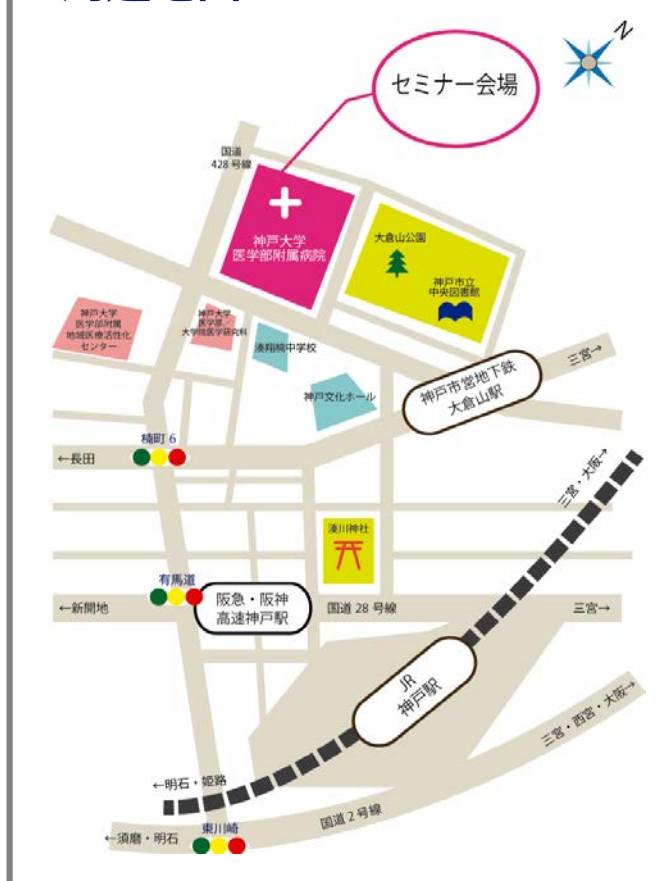 N
セミナー会場
国道
428号線
神戸大学
医学部附属病院
大倉山公園
神戸市立
中央図書館
神戸大学
医学部附属
地域医療活性化
センター
神戸大学
医学部
大学院医学研究科
湊翔楠中学校
神戸文化ホール
神戸市営地下鉄
大倉山駅
三宮→
楠町6
←長田
三宮・大阪→
湊川神社
有馬道
←新開地
阪急・阪神
高速神戸駅
国道28号線
三宮→
JR
神戸駅
三宮・西宮・大阪→
←明石・姫路
国道2号線
東川崎
←須磨・明石